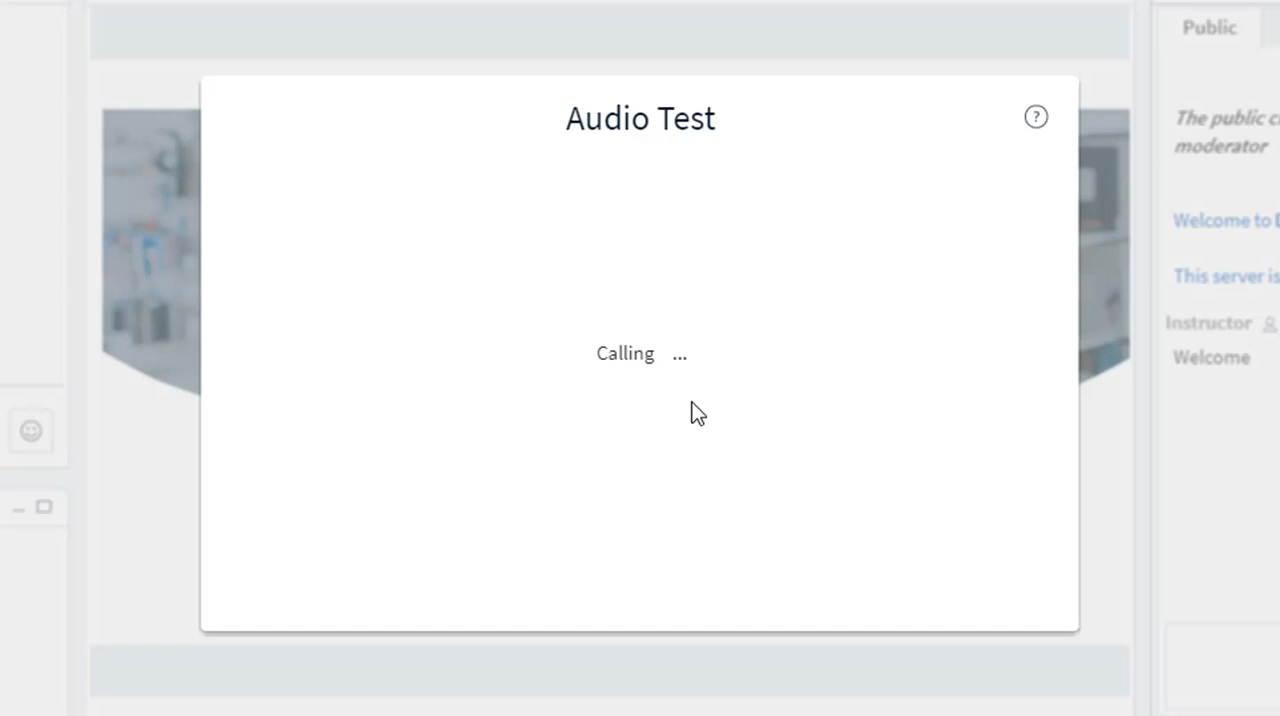 Public
Audio Test
?
The public
moderator
Welcome to
This server is
Instructor
Calling ...
Welcome